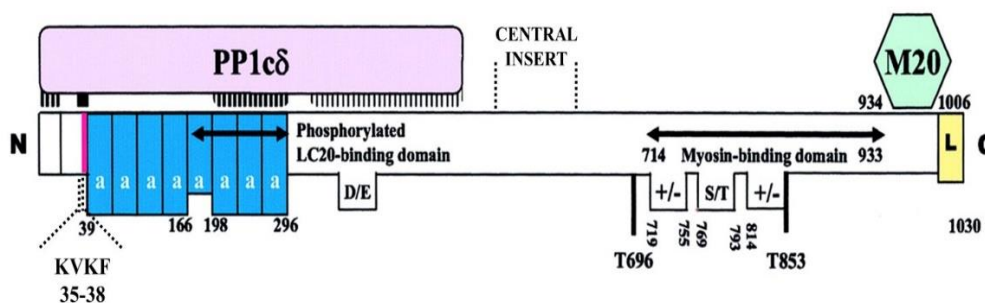 CENTRAL
INSERT
PP1cδ
M20
934
1006
N
Phosphorylated
LC20-binding domain
714
Myosin-binding domain
933
L
a a a a a a a a
D/E
+/-
S/T
+/-
39
166
198
296
719
755
769
793
814
T696
T853
1030
KVKF
35-38